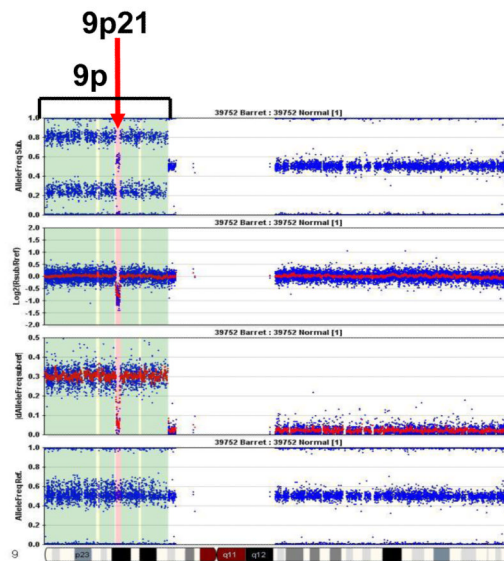 9p21
9p
39752 Barret : 39752 Normal [1]
AlleleFreq Sub.
1.0
0.8
0.6
0.4
0.2
0.0
39752 Barret : 39752 Normal [1]
Log2(Rsub/Rref)
2.0
1.5
1.0
0.5
0.0
-0.5
-1.0
-1.5
-2.0
39752 Barret : 39752 Normal [1]
|dAlleleFreq sub-ref|
0.5
0.4
0.3
0.2
0.1
0.0
39752 Barret : 39752 Normal [1]
AlleleFreq Ref.
1.0
0.8
0.6
0.4
0.2
0.0
9
p23
q11
q12